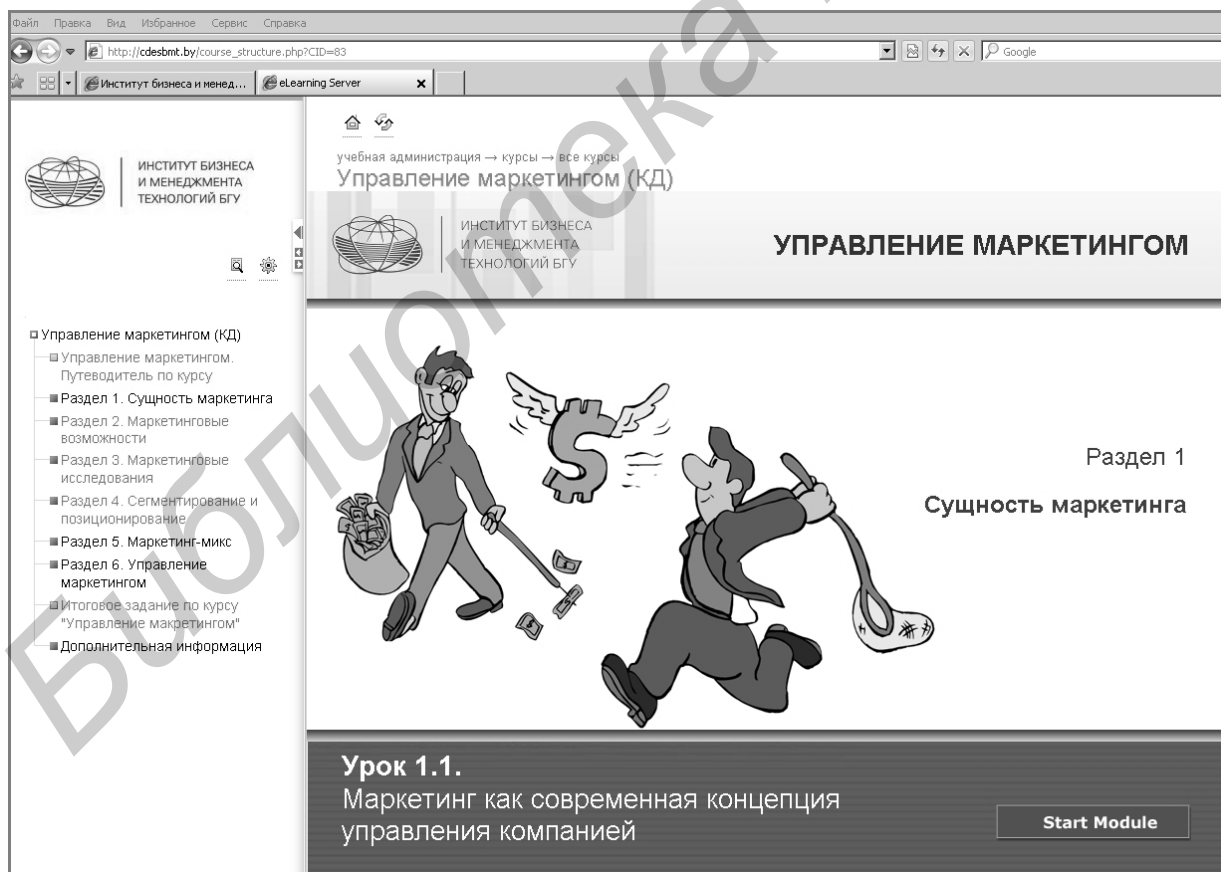 Файл Правка Вид Избранное Сервис Справка
http://cdesbmt.by/course_structure.php?CID=83
Google
Институт бизнеса и менед...
eLearning Server
ИНСТИТУТ БИЗНЕСА
И МЕНЕДЖМЕНТА
ТЕХНОЛОГИЙ БГУ
Управление маркетингом (КД)
Управление маркетингом.
Путеводитель по курсу
Раздел 1. Сущность маркетинга
Раздел 2. Маркетинговые
возможности
Раздел 3. Маркетинговые
исследования
Раздел 4. Сегментирование и
позиционирование
Раздел 5. Маркетинг-микс
Раздел 6. Управление
маркетингом
Итоговое задание по курсу
"Управление макретингом"
Дополнительная информация
учебная администрация → курсы → все курсы
Управление маркетингом (КД)
ИНСТИТУТ БИЗНЕСА
И МЕНЕДЖМЕНТА
ТЕХНОЛОГИЙ БГУ
УПРАВЛЕНИЕ МАРКЕТИНГОМ
Раздел 1
Сущность маркетинга
Урок 1.1.
Маркетинг как современная концепция
управления компанией
Start Module
Библиотека